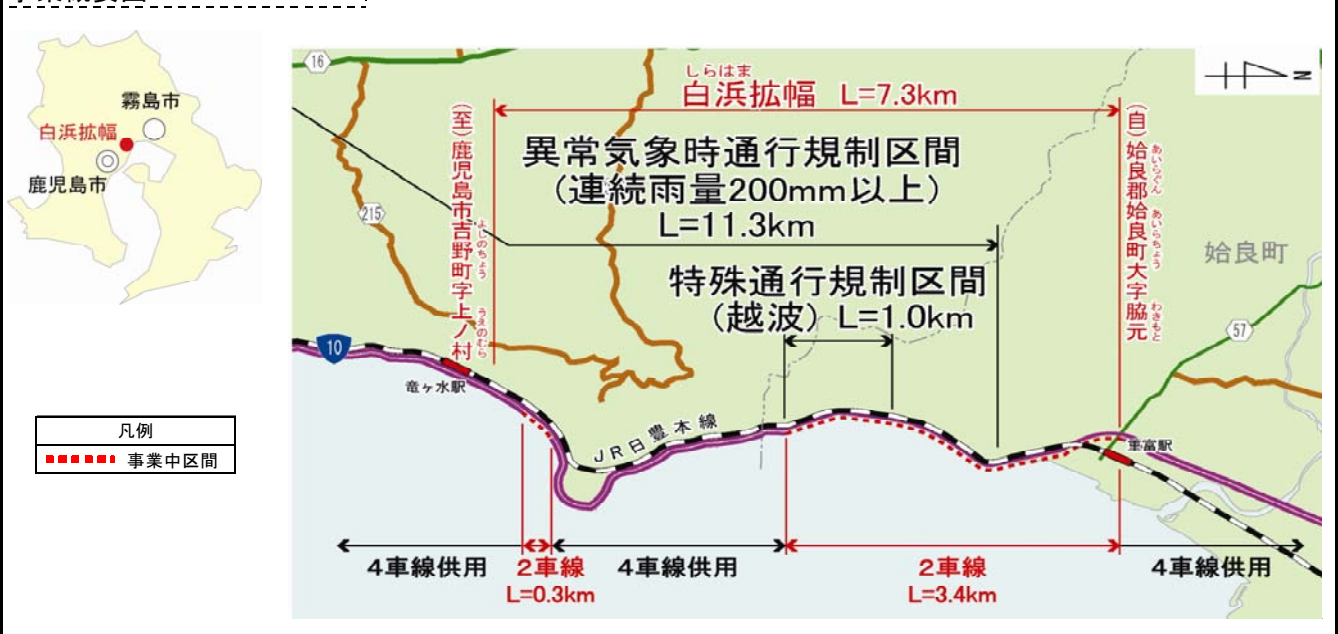 霧島市
白浜拡幅
鹿児島市
凡例
事業中区間
16
しらはま
白浜拡幅 L=7.3km
N
(至)鹿児島市吉野町字上ノ村
よしのちょう
うえのむら
異常気象時通行規制区間
(連続雨量200mm以上)
L=11.3km
(自)姶良郡姶良町大字脇元
あいらぐん
あいらちょう
わきもと
215
姶良町
特殊通行規制区間
(越波) L=1.0km
57
10
竜ヶ水駅
JR日豊本線
重富駅
4車線供用
2車線
L=0.3km
4車線供用
2車線
L=3.4km
4車線供用